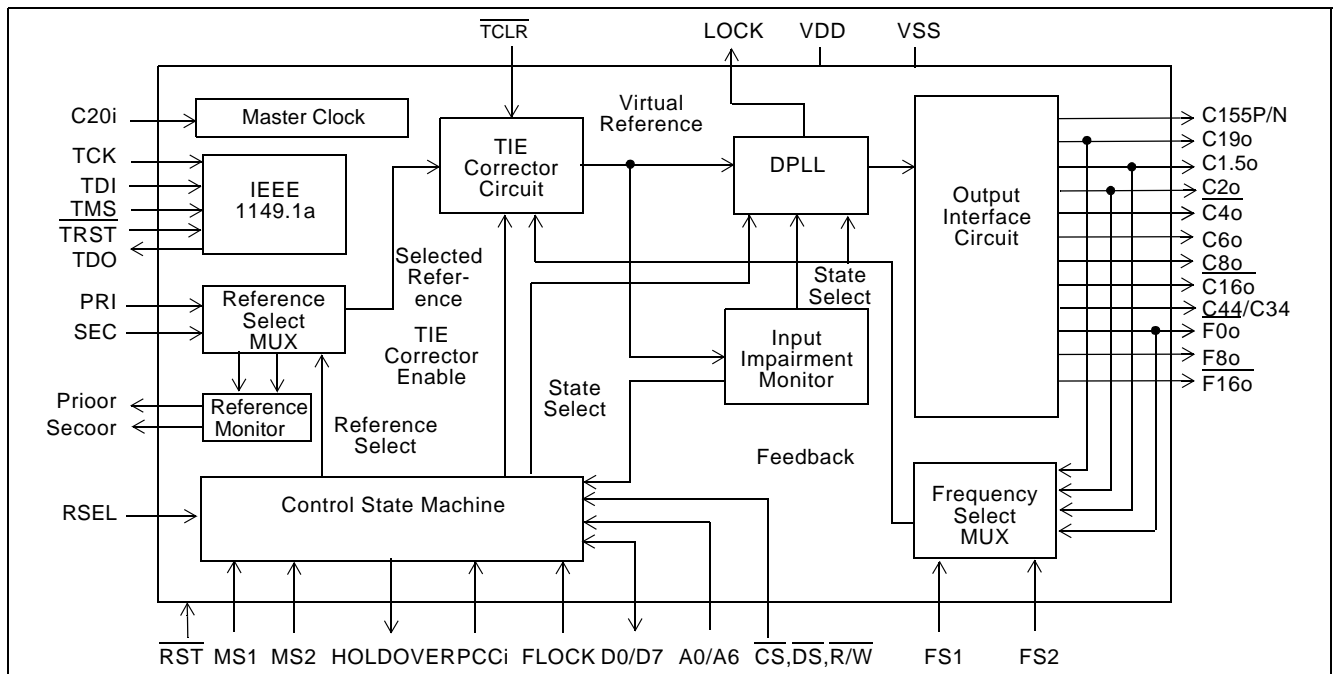 TCLR
LOCK
VDD
VSS
C20i
Master Clock
TCK
TDI
TMS
TRST
TDO
IEEE
1149.1a
PRI
SEC
Reference
Select
MUX
Prioor
Secoor
Reference
Monitor
RSEL
Control State Machine
TIE
Corrector
Circuit
Virtual
Reference
DPLL
Selected
Refer-
ence
TIE
Corrector
Enable
Reference
Select
State
Select
State
Select
Input
Impairment
Monitor
Feedback
Output
Interface
Circuit
Frequency
Select
MUX
C155P/N
C19o
C1.5o
C2o
C4o
C6o
C8o
C16o
C44/C34
F0o
F8o
F16o
RST
MS1
MS2
HOLDOVER
PCCi
FLOCK
D0/D7
A0/A6
CS,DS,R/W
FS1
FS2